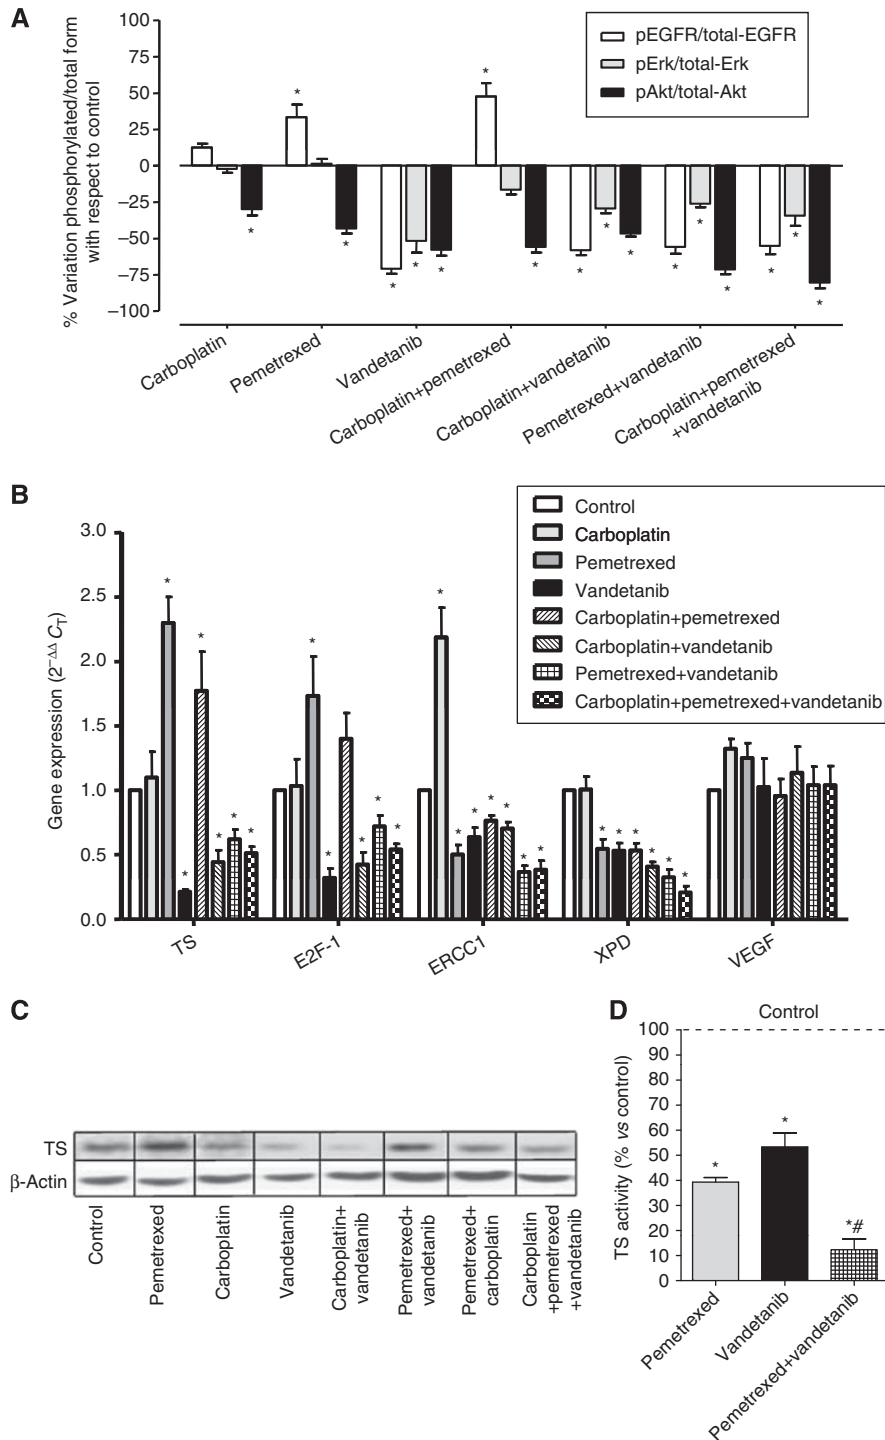 A
% Variation phosphorylated/total form
with respect to control
100
75
50
25
0
−25
−50
−75
−100
pEGFR/total-EGFR
pErk/total-Erk
pAkt/total-Akt
* * * * * * * * * * * * * * * * *
Carboplatin
Pemetrexed
Vandetanib
Carboplatin+pemetrexed
Carboplatin+vandetanib
Pemetrexed+vandetanib
Carboplatin+pemetrexed
+vandetanib
B
Gene expression (2−ΔΔ CT)
3.0
2.5
2.0
1.5
1.0
0.5
0.0
Control
Carboplatin
Pemetrexed
Vandetanib
Carboplatin+pemetrexed
Carboplatin+vandetanib
Pemetrexed+vandetanib
Carboplatin+pemetrexed+vandetanib
TS
E2F-1
ERCC1
XPD
VEGF
C
TS
β-Actin
Control
Pemetrexed
Carboplatin
Vandetanib
Carboplatin+
vandetanib
Pemetrexed+
vandetanib
Pemetrexed+
carboplatin
Carboplatin
+pemetrexed
+vandetanib
D
Control
TS activity (% vs control)
100
90
80
70
60
50
40
30
20
10
0
*
*
*#
Pemetrexed
Vandetanib
Pemetrexed+vandetanib